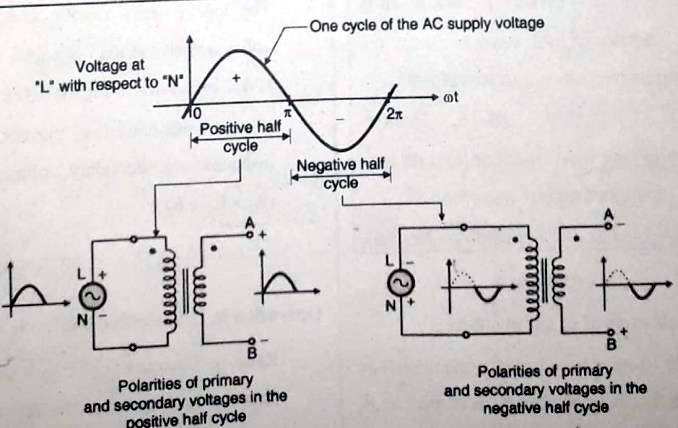 One cycle of the AC supply voltage
Voltage at
"L" with respect to "N"
+
0
π
–
2π
ωt
Positive half
cycle
Negative half
cycle
A
+
L
+
N
–
B
–
A
–
L
–
N
+
B
+
Polarities of primary
and secondary voltages in the
positive half cycle
Polarities of primary
and secondary voltages in the
negative half cycle